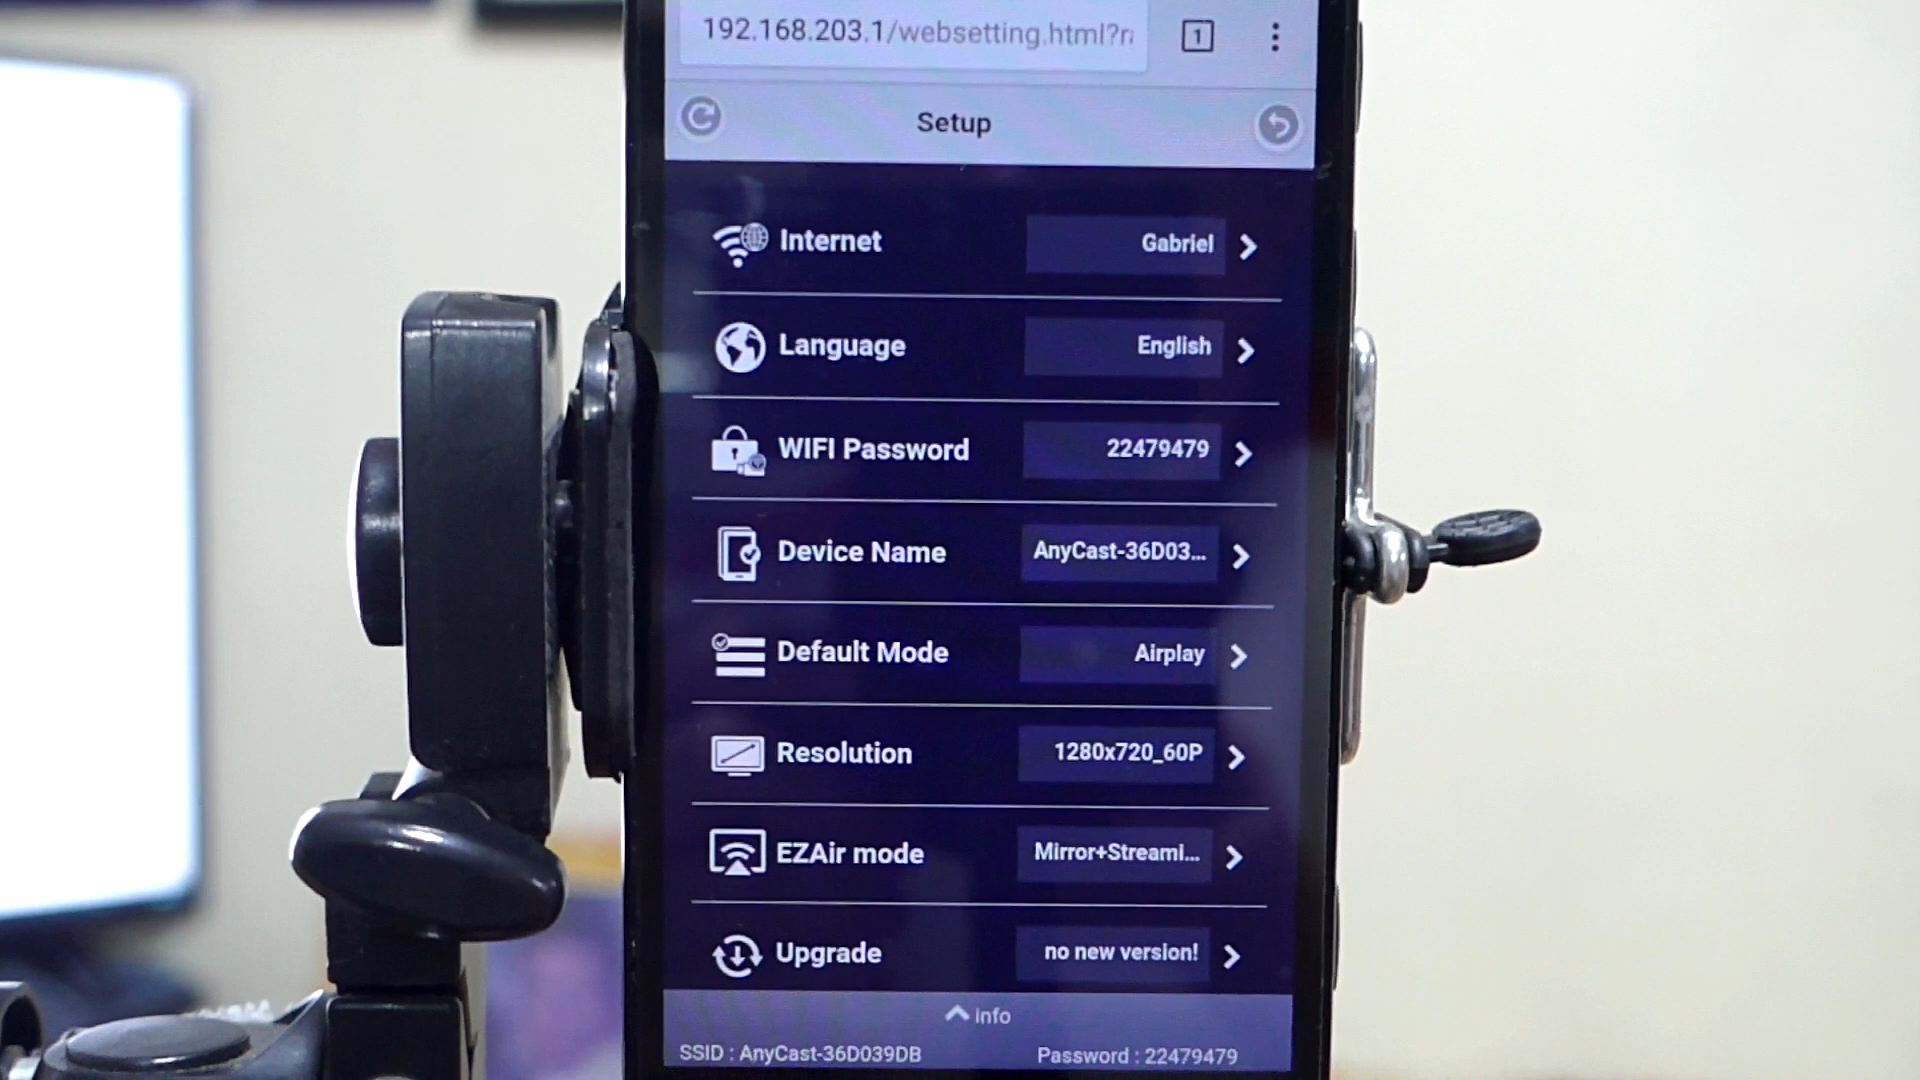 192.168.203.1/websetting.html?r
1
Setup
Internet Gabriel
Language English
WIFI Password 22479479
Device Name AnyCast-36D03...
Default Mode Airplay
Resolution 1280x720_60P
EZAir mode Mirror+Streami...
Upgrade no new version!
info
SSID : AnyCast-36D039DB Password : 22479479